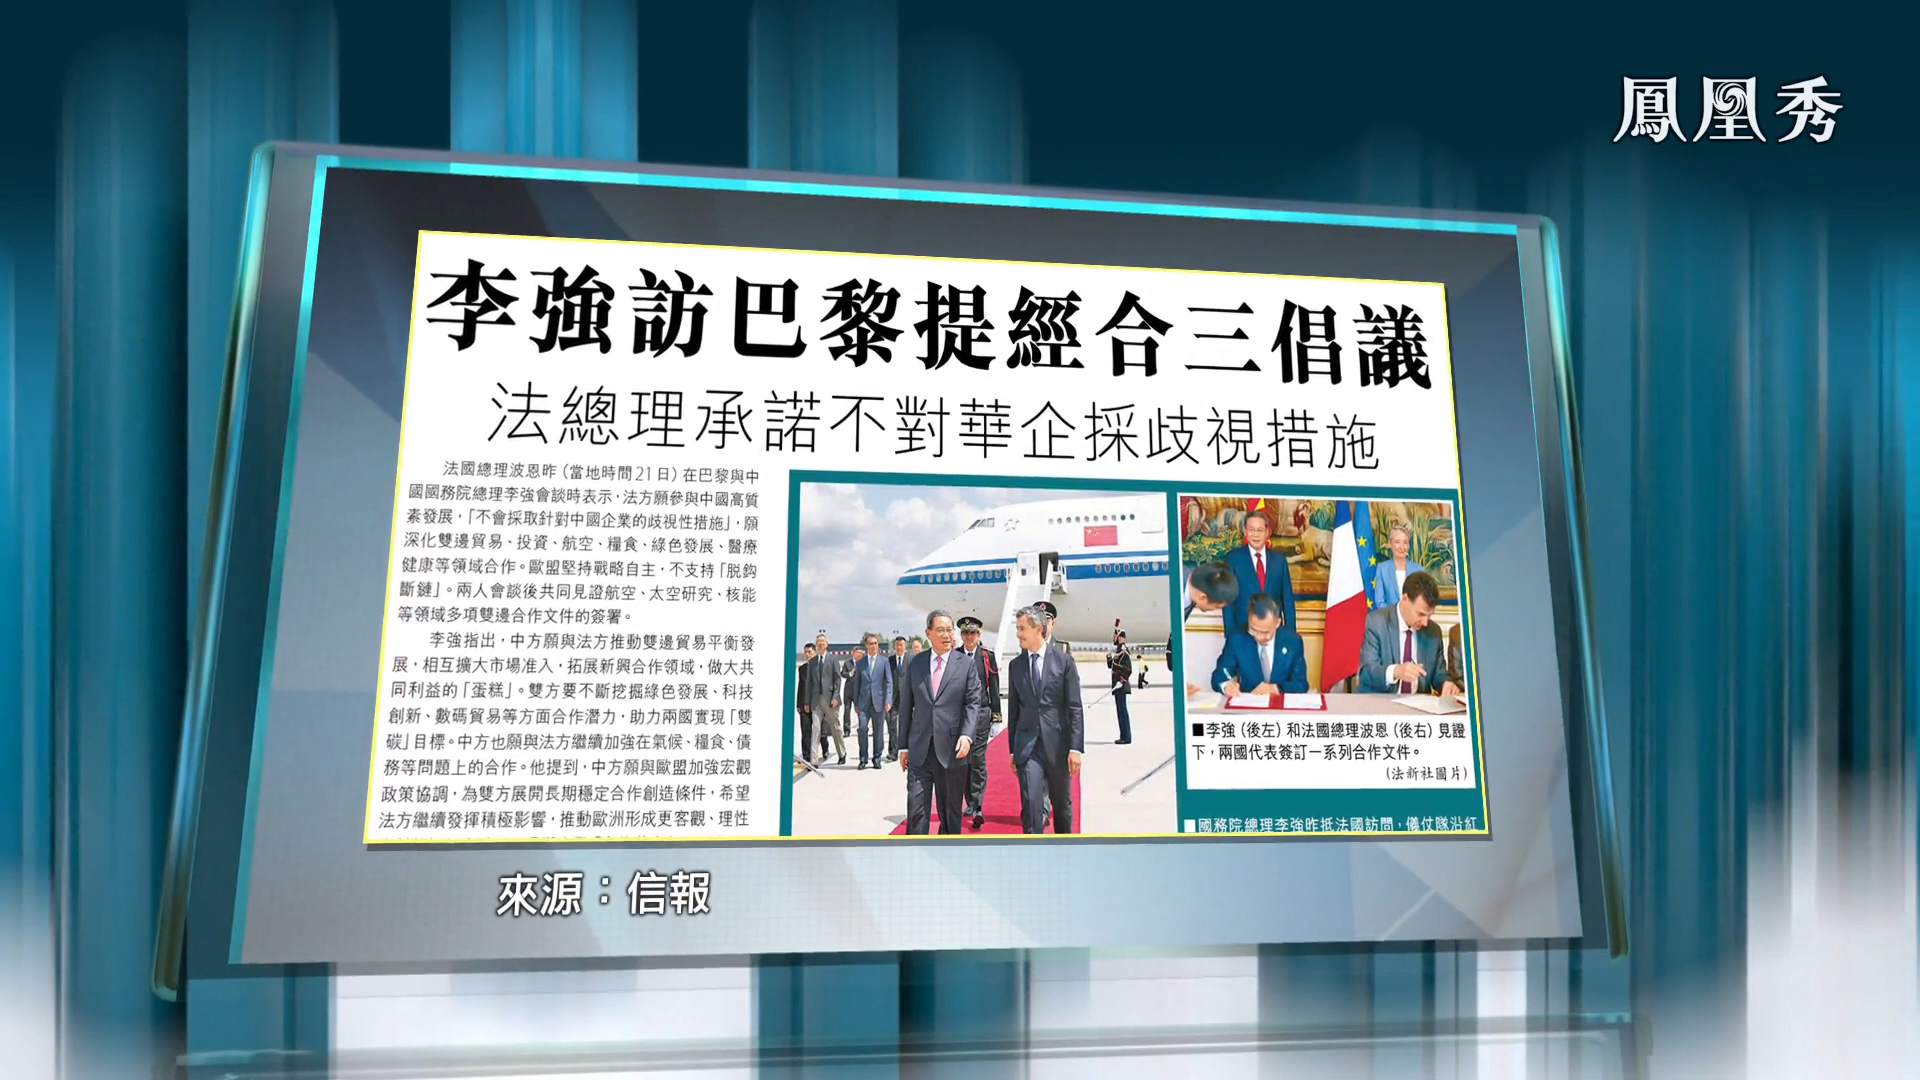 鳳凰秀
李強訪巴黎提經合三倡議
法總理承諾不對華企採歧視措施
法國總理波恩昨（當地時間21日）在巴黎與中
國國務院總理李強會談時表示，法方願參與中國高質
素發展，「不會採取針對中國企業的歧視性措施」，願
深化雙邊貿易、投資、航空、糧食、綠色發展、醫療
健康等領域合作。歐盟堅持戰略自主，不支持「脱鈎
斷鏈」。兩人會談後共同見證航空、太空研究、核能
等領域多項雙邊合作文件的簽署。
李強指出，中方願與法方推動雙邊貿易平衡發
展，相互擴大市場准入，拓展新興合作領域，做大共
同利益的「蛋糕」。雙方要不斷挖掘綠色發展、科技
創新、數碼貿易等方面合作潛力，助力兩國實現「雙
碳」目標。中方也願與法方繼續加強在氣候、糧食、債
務等問題上的合作。他提到，中方願與歐盟加強宏觀
政策協調，為雙方展開長期穩定合作創造條件，希望
法方繼續發揮積極影響，推動歐洲形成更客觀、理性
■李強（後左）和法國總理波恩（後右）見證
下，兩國代表簽訂一系列合作文件。
（法新社圖片）
■國務院總理李強昨抵法國訪問，儀仗隊沿紅
來源：信報